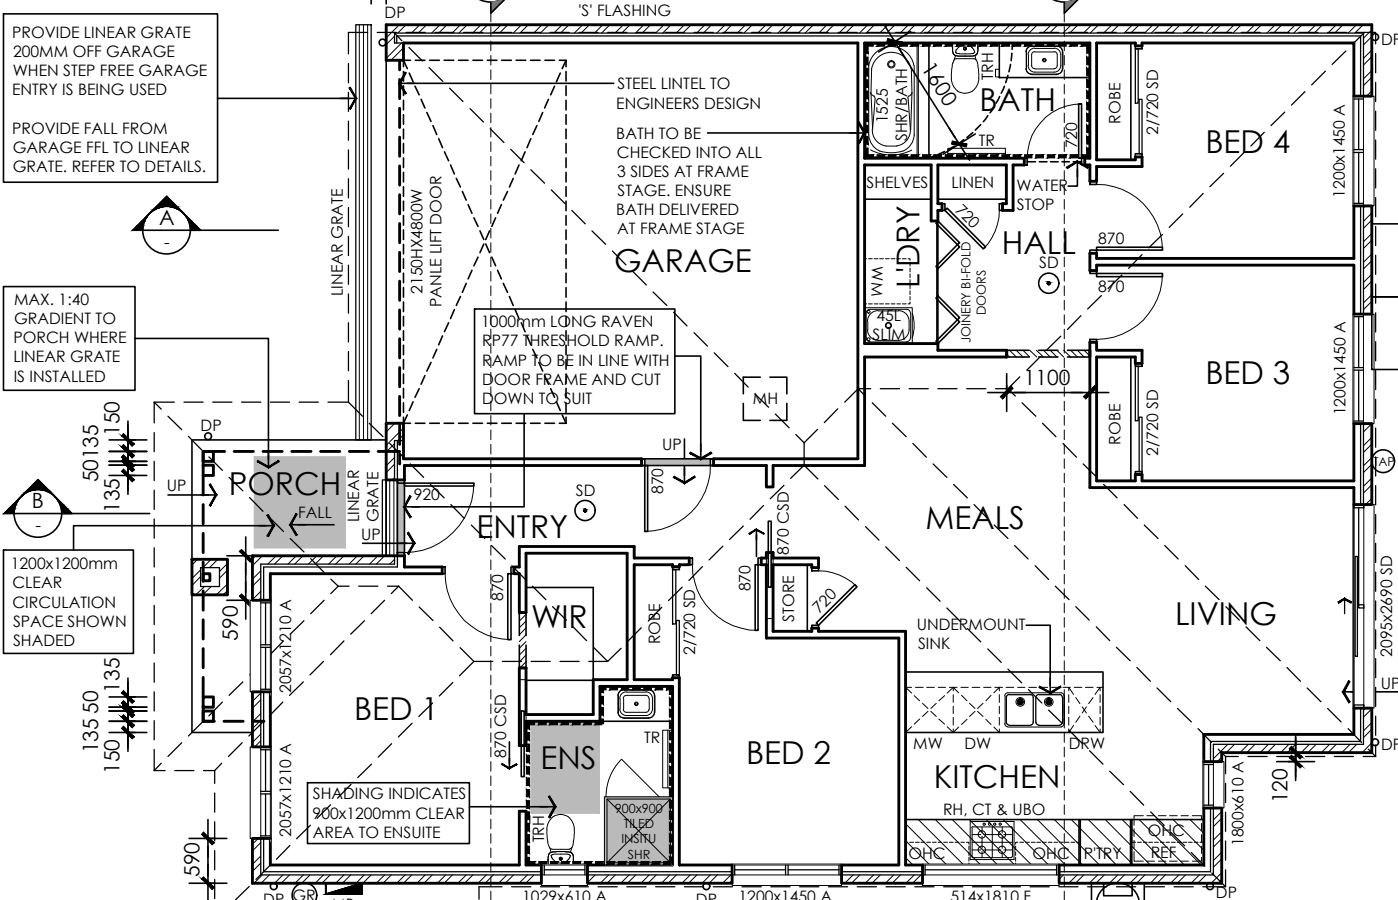 DP
'S' FLASHING
PROVIDE LINEAR GRATE
200MM OFF GARAGE
WHEN STEP FREE GARAGE
ENTRY IS BEING USED
PROVIDE FALL FROM
GARAGE FFL TO LINEAR
GRATE. REFER TO DETAILS.
A
-
LINEAR GRATE
2150HX4800W
PANLE LIFT DOOR
STEEL LINTEL TO
ENGINEERS DESIGN
BATH TO BE
CHECKED INTO ALL
3 SIDES AT FRAME
STAGE. ENSURE
BATH DELIVERED
AT FRAME STAGE
GARAGE
1525
SHR/BATH
1600
TRH
BATH
TR
720
ROBE
2/720 SD
BED 4
1200x1450 A
DP
SHELVES
LINEN
WATER
STOP
720
L'DRY
HALL
SD
870
870
WM
45L
SLIM
JOINERY BI-FOLD
DOORS
MAX. 1:40
GRADIENT TO
PORCH WHERE
LINEAR GRATE
IS INSTALLED
1000mm LONG RAVEN
RP77 THRESHOLD RAMP.
RAMP TO BE IN LINE WITH
DOOR FRAME AND CUT
DOWN TO SUIT
MH
1100
ROBE
2/720 SD
BED 3
1200x1450 A
TAP
150
135
50
135
DP
UP
PORCH
FALL
LINEAR
GRATE
UP
920
ENTRY
SD
UP
870
870 CSD
MEALS
B
-
1200x1200mm
CLEAR
CIRCULATION
SPACE SHOWN
SHADED
590
2057x1210 A
870
WIR
ROBE
2/720 SD
870
STORE
720
UNDERMOUNT
SINK
LIVING
2095x2690 SD
UP
135
50
135
150
BED 1
870 CSD
2057x1210 A
ENS
TR
BED 2
MW
DW
DRW
KITCHEN
RH, CT & UBO
DP
120
SHADING INDICATES
900x1200mm CLEAR
AREA TO ENSUITE
TRH
900x900
TILED
INSITU
SHR
OHC
OHC
P'TRY
OHC
REF
1800x610 A
590
DP
GR
1029x610 A
DP
1200x1450 A
514x1810 F
DP